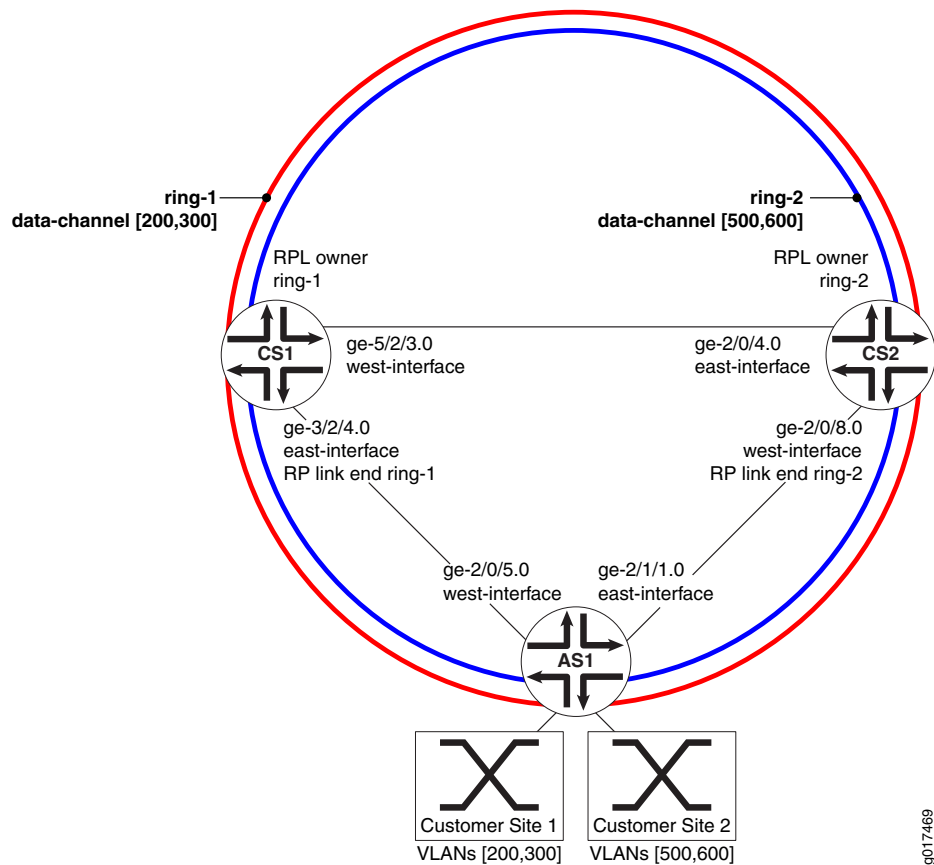 ring-1
data-channel [200,300]
ring-2
data-channel [500,600]
RPL owner
ring-1
RPL owner
ring-2
CS1
ge-5/2/3.0
west-interface
ge-2/0/4.0
east-interface
CS2
ge-3/2/4.0
east-interface
RP link end ring-1
ge-2/0/8.0
west-interface
RP link end ring-2
ge-2/0/5.0
west-interface
ge-2/1/1.0
east-interface
AS1
Customer Site 1
VLANs [200,300]
Customer Site 2
VLANs [500,600]
g017469